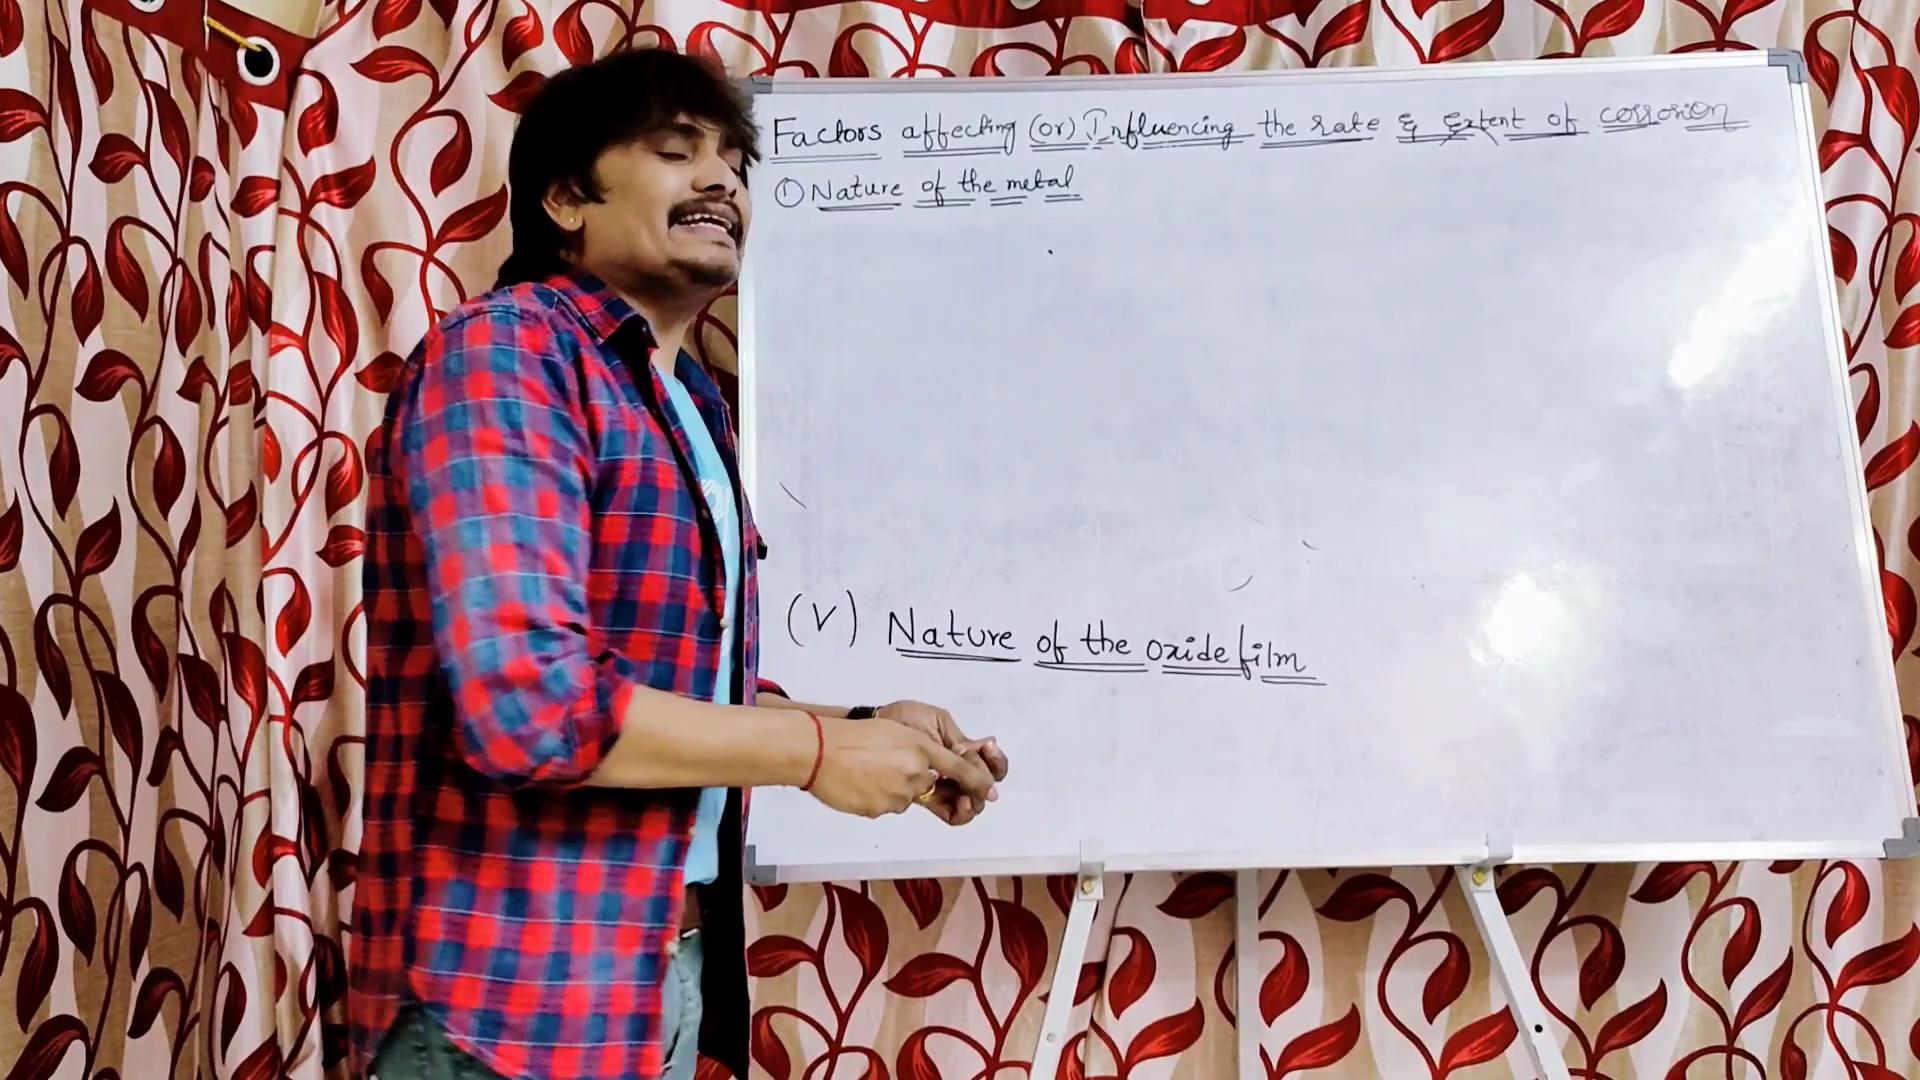 Factors affecting (or) Influencing the rate & Extent of corrosion
① Nature of the metal
(V) Nature of the oxide film